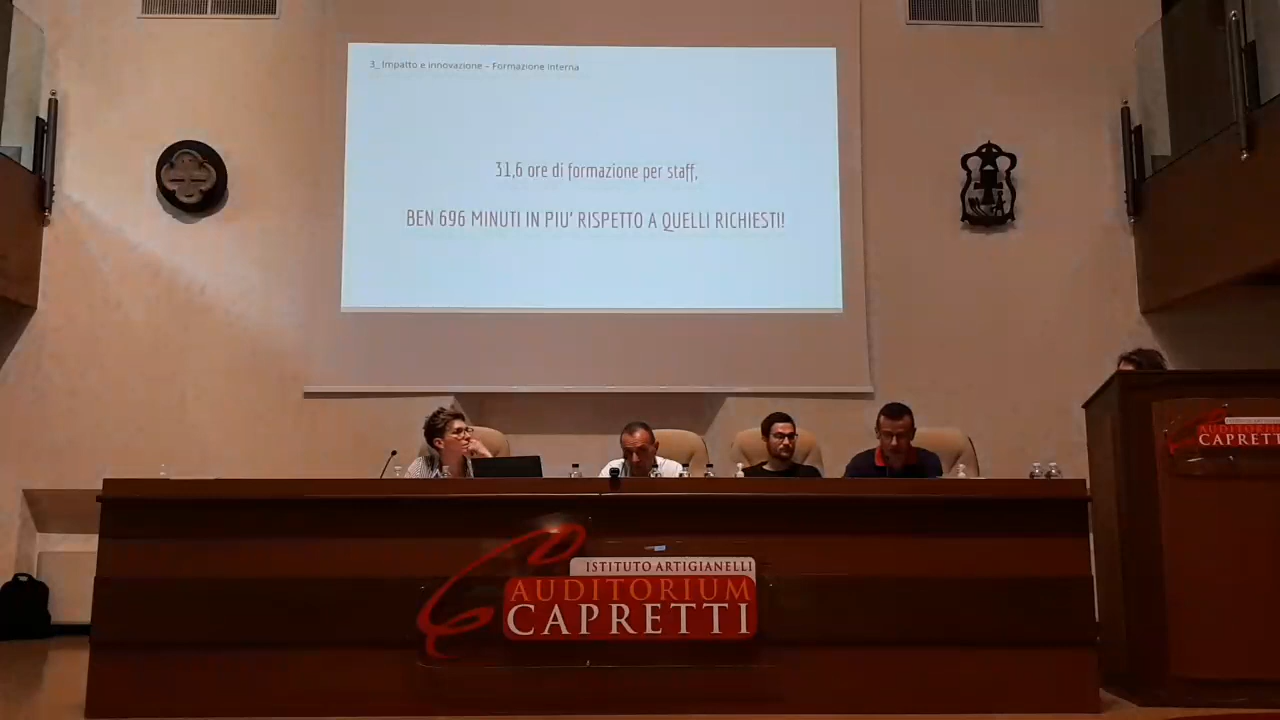 3_ Impatto e innovazione – Formazione interna
31,6 ore di formazione per staff.
BEN 696 MINUTI IN PIU' RISPETTO A QUELLI RICHIESTI!
ISTITUTO ARTIGIANELLI
AUDITORIUM
CAPRETTI
AUDITORIUM
CAPRETTI